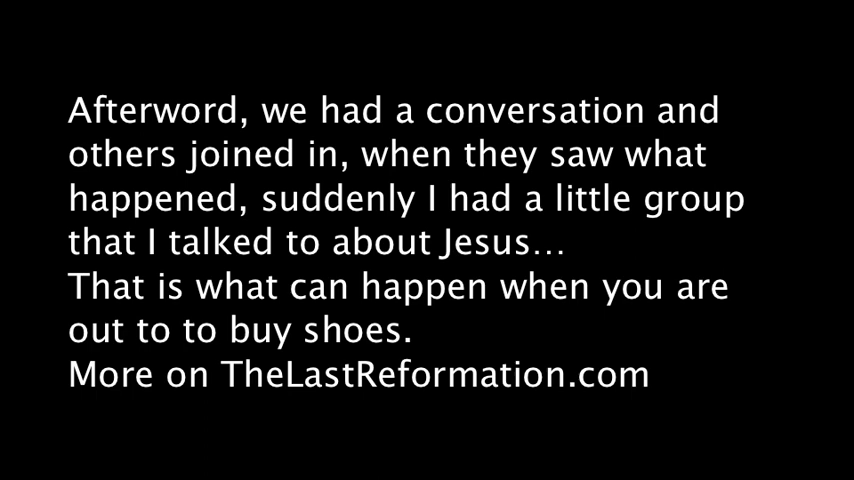 Afterword, we had a conversation and
others joined in, when they saw what
happened, suddenly I had a little group
that I talked to about Jesus...
That is what can happen when you are
out to to buy shoes.
More on TheLastReformation.com